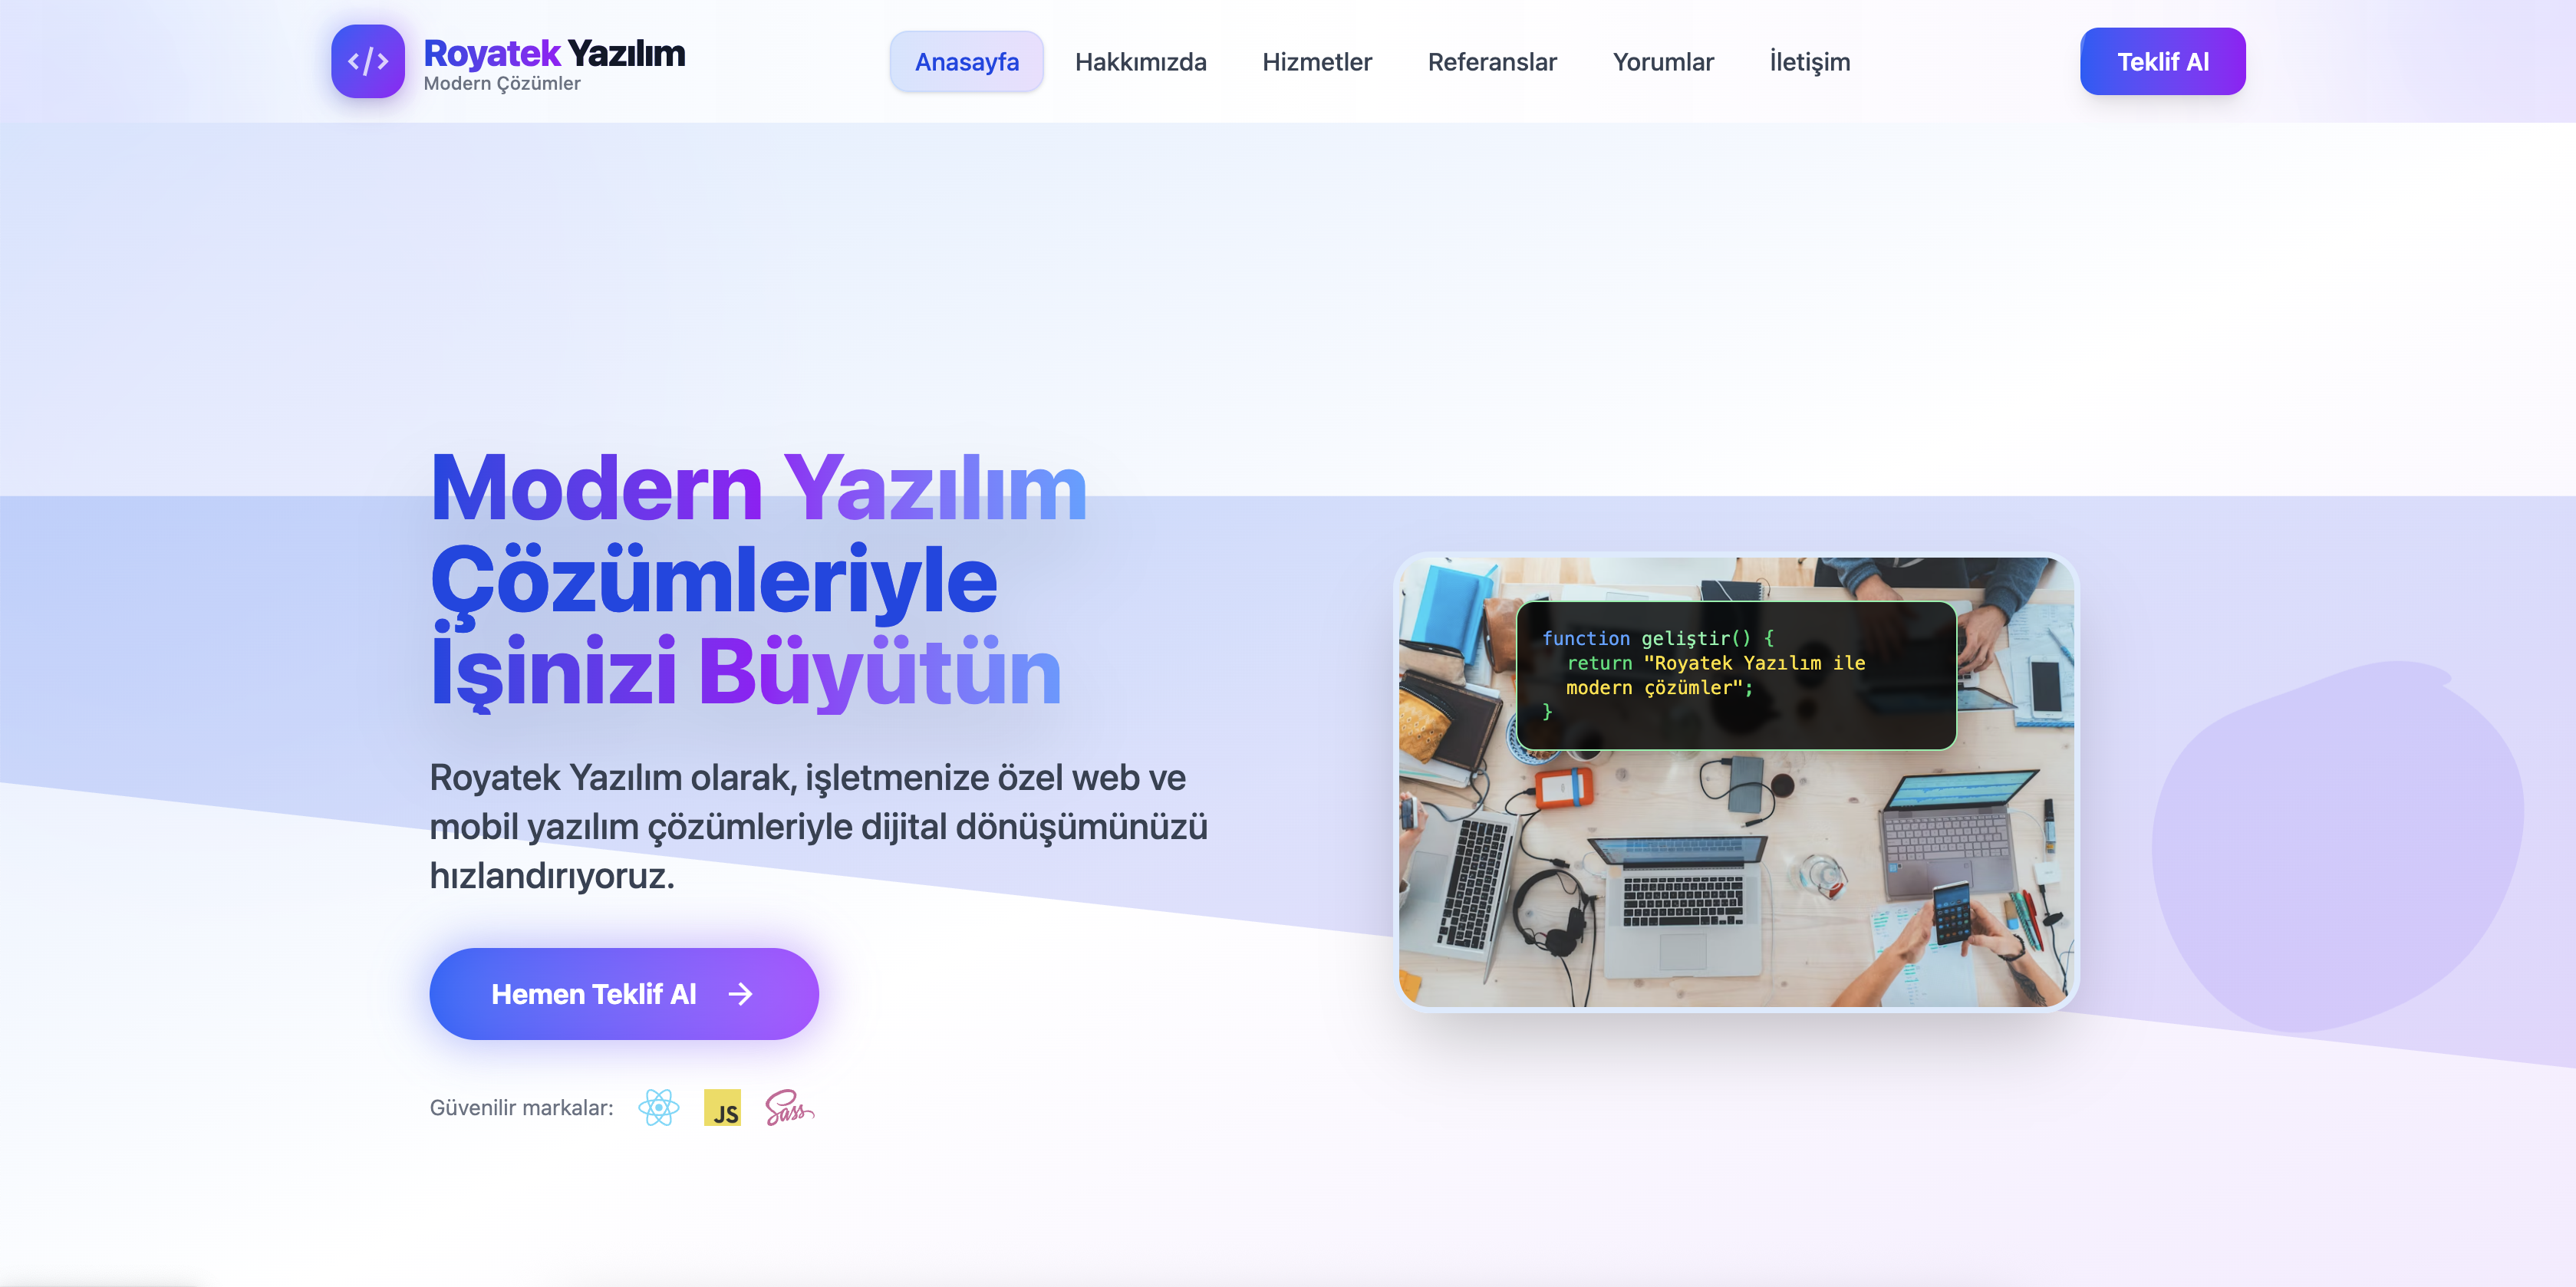 </>
Royatek Yazılım
Modern Çözümler
Anasayfa
Hakkımızda
Hizmetler
Referanslar
Yorumlar
İletişim
Teklif Al
Modern Yazılım
Çözümleriyle
İşinizi Büyütün
Royatek Yazılım olarak, işletmenize özel web ve
mobil yazılım çözümleriyle dijital dönüşümünüzü
hızlandırıyoruz.
Hemen Teklif Al →
Güvenilir markalar:
JS
Sass
function geliştir() {
return "Royatek Yazılım ile
modern çözümler";
}